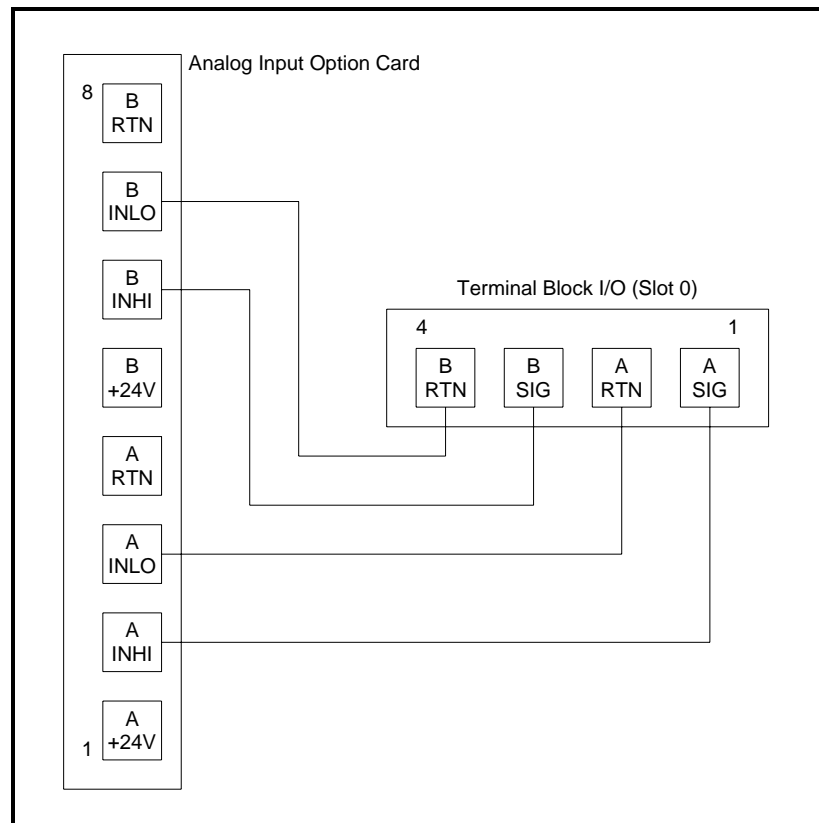 Analog Input Option Card
8
B
RTN
B
INLO
B
INHI
B
+24V
A
RTN
A
INLO
A
INHI
A
+24V
1
Terminal Block I/O (Slot 0)
4
1
B
RTN
B
SIG
A
RTN
A
SIG